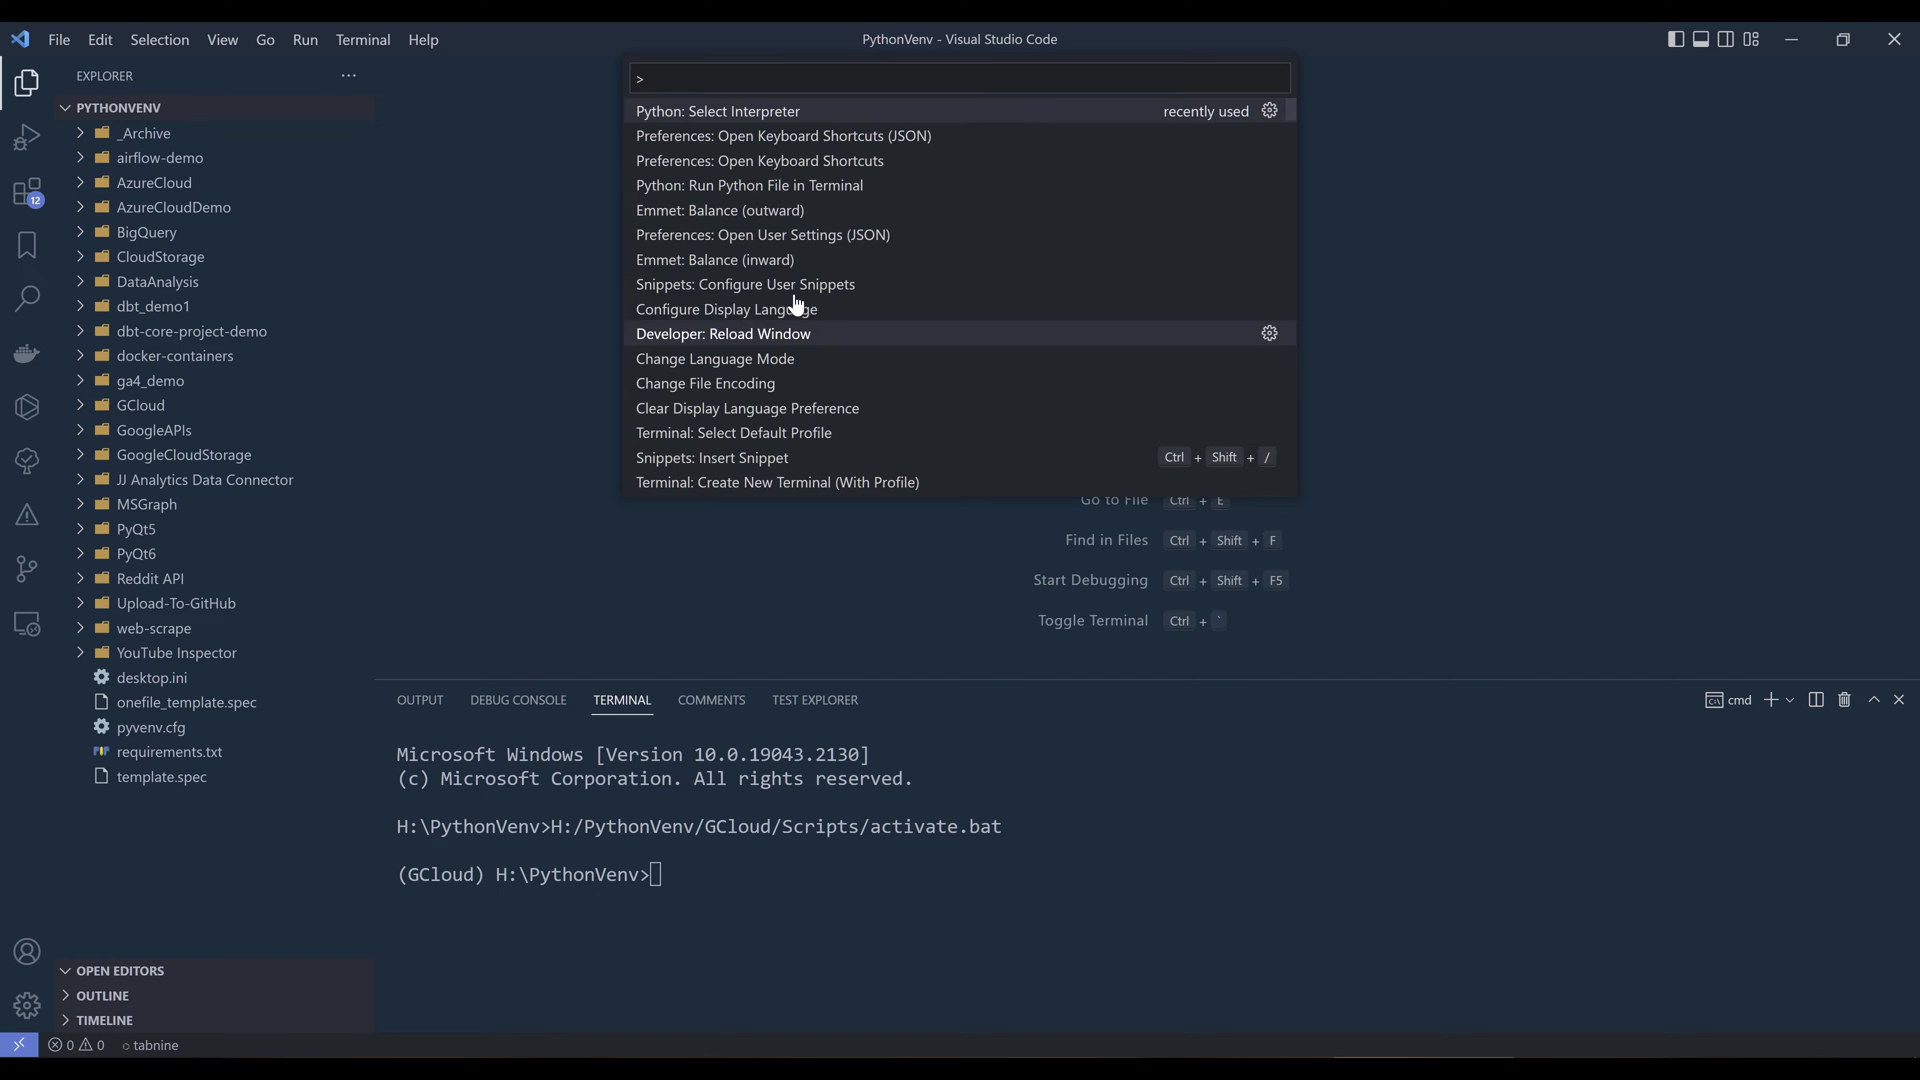 File Edit Selection View Go Run Terminal Help
PythonVenv - Visual Studio Code
EXPLORER
PYTHONVENV
_Archive
airflow-demo
AzureCloud
AzureCloudDemo
BigQuery
CloudStorage
DataAnalysis
dbt_demo1
dbt-core-project-demo
docker-containers
ga4_demo
GCloud
GoogleAPIs
GoogleCloudStorage
JJ Analytics Data Connector
MSGraph
PyQt5
PyQt6
Reddit API
Upload-To-GitHub
web-scrape
YouTube Inspector
desktop.ini
onefile_template.spec
pyvenv.cfg
requirements.txt
template.spec
OPEN EDITORS
OUTLINE
TIMELINE
12
>
Python: Select Interpreter recently used
Preferences: Open Keyboard Shortcuts (JSON)
Preferences: Open Keyboard Shortcuts
Python: Run Python File in Terminal
Emmet: Balance (outward)
Preferences: Open User Settings (JSON)
Emmet: Balance (inward)
Snippets: Configure User Snippets
Configure Display Language
Developer: Reload Window
Change Language Mode
Change File Encoding
Clear Display Language Preference
Terminal: Select Default Profile
Snippets: Insert Snippet Ctrl + Shift + /
Terminal: Create New Terminal (With Profile)
Go to File Ctrl + E
Find in Files Ctrl + Shift + F
Start Debugging Ctrl + Shift + F5
Toggle Terminal Ctrl + `
OUTPUT DEBUG CONSOLE TERMINAL COMMENTS TEST EXPLORER
cmd
Microsoft Windows [Version 10.0.19043.2130]
(c) Microsoft Corporation. All rights reserved.
H:\PythonVenv>H:/PythonVenv/GCloud/Scripts/activate.bat
(GCloud) H:\PythonVenv>
0 0 tabnine